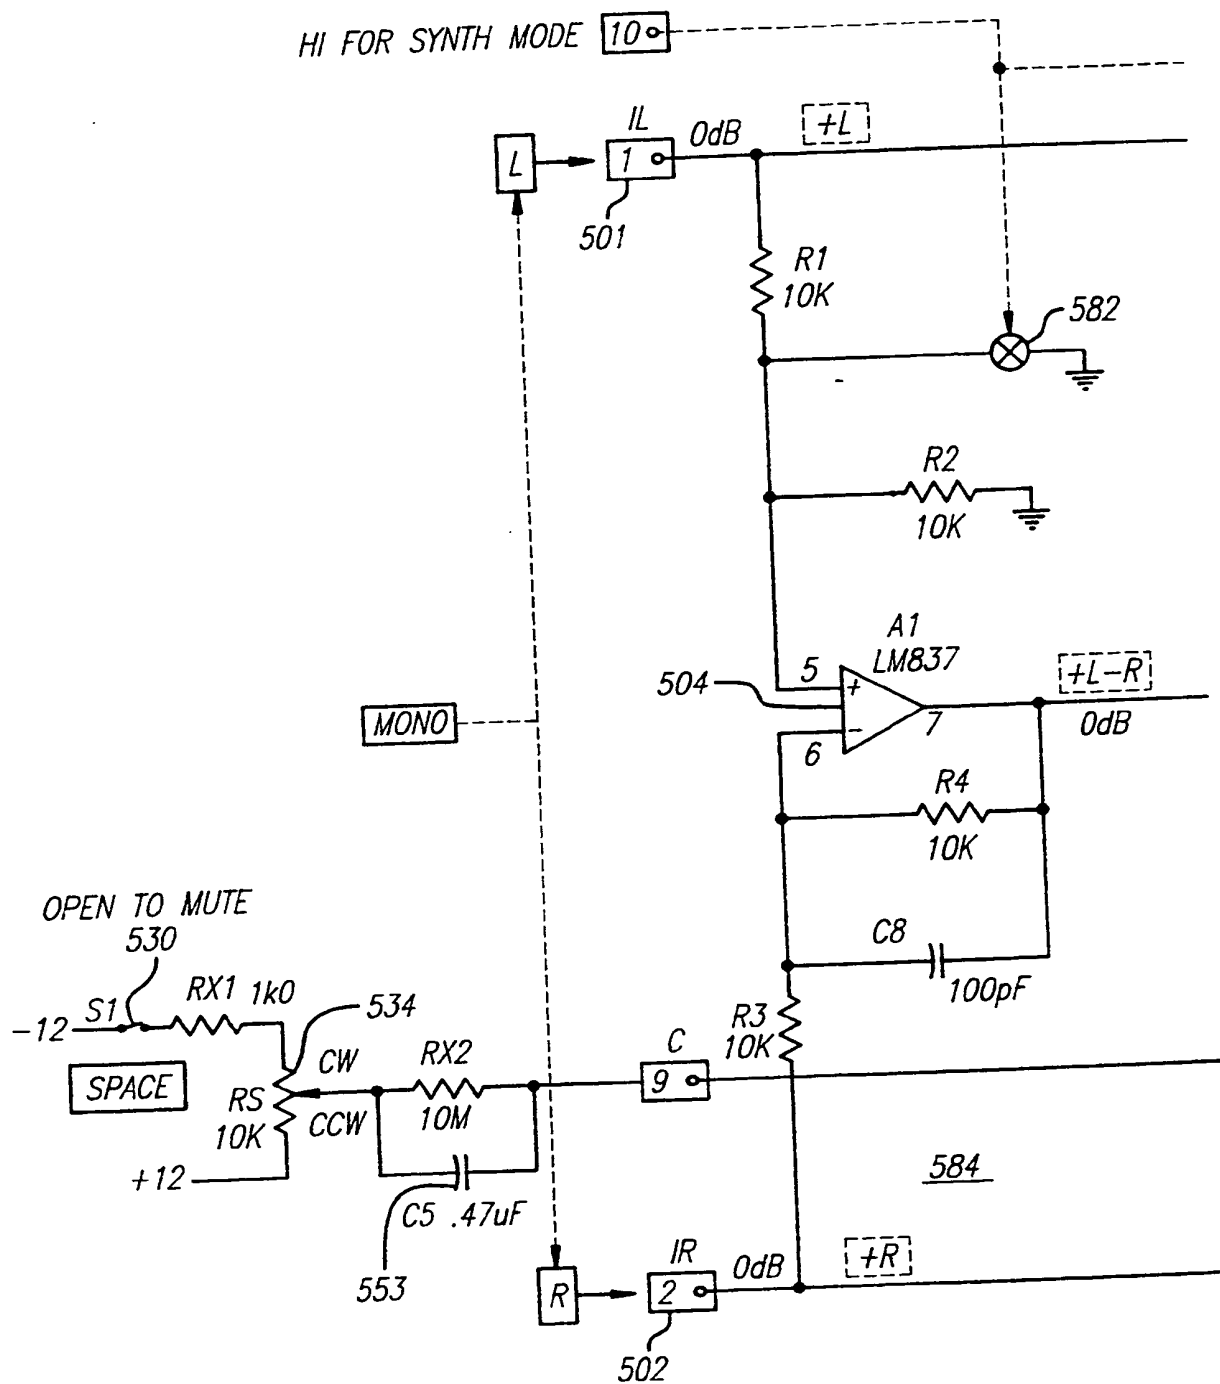 HI FOR SYNTH MODE 10
IL
L 1 0dB +L
501
R1
10K
582
R2
10K
A1
LM837
504 5 + +L-R
MONO 6 - 7 0dB
R4
10K
OPEN TO MUTE
530
C8
100pF
-12 S1 RX1 1k0 534
R3
10K
SPACE CW RX2 C
RS 9
10K CCW 10M
+12
584
C5 .47uF
553
IR
R 2 0dB +R
502